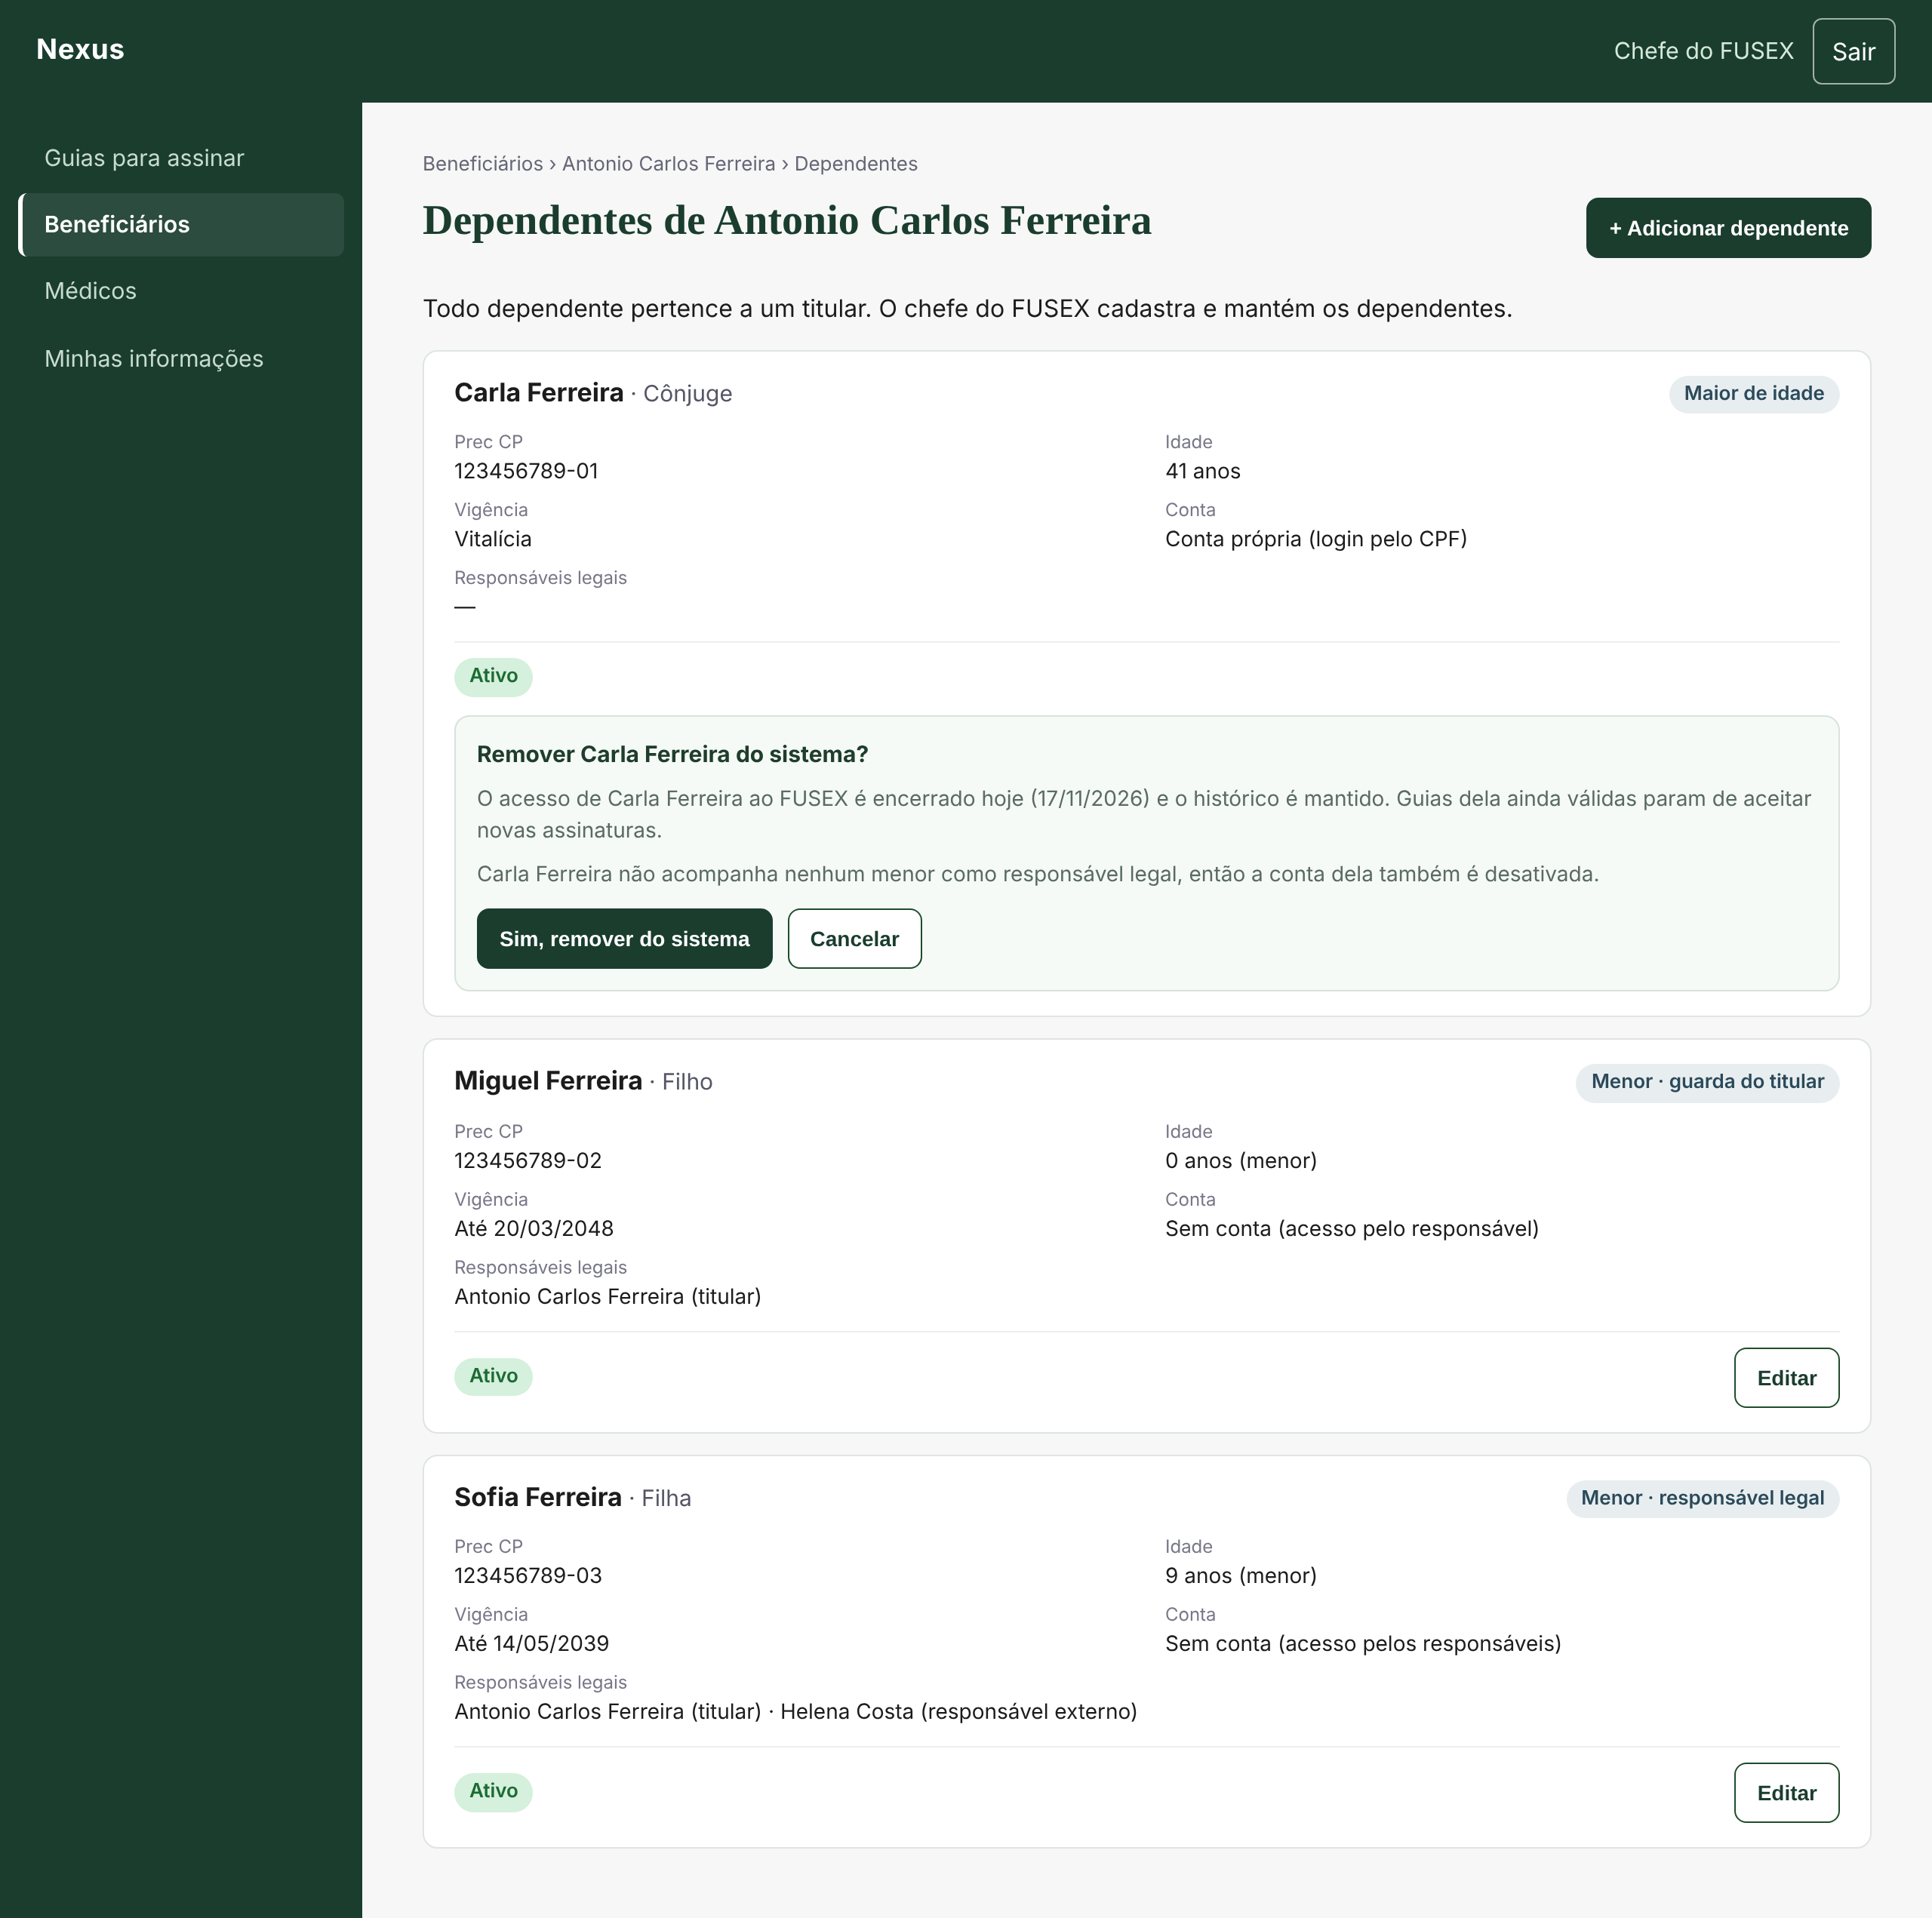 Nexus
Chefe do FUSEX
Sair
Guias para assinar
Beneficiários
Médicos
Minhas informações
Beneficiários › Antonio Carlos Ferreira › Dependentes
Dependentes de Antonio Carlos Ferreira
+ Adicionar dependente
Todo dependente pertence a um titular. O chefe do FUSEX cadastra e mantém os dependentes.
Carla Ferreira · Cônjuge
Maior de idade
Prec CP
123456789-01
Idade
41 anos
Vigência
Vitalícia
Conta
Conta própria (login pelo CPF)
Responsáveis legais
—
Ativo
Remover Carla Ferreira do sistema?
O acesso de Carla Ferreira ao FUSEX é encerrado hoje (17/11/2026) e o histórico é mantido. Guias dela ainda válidas param de aceitar
novas assinaturas.
Carla Ferreira não acompanha nenhum menor como responsável legal, então a conta dela também é desativada.
Sim, remover do sistema
Cancelar
Miguel Ferreira · Filho
Menor · guarda do titular
Prec CP
123456789-02
Idade
0 anos (menor)
Vigência
Até 20/03/2048
Conta
Sem conta (acesso pelo responsável)
Responsáveis legais
Antonio Carlos Ferreira (titular)
Ativo
Editar
Sofia Ferreira · Filha
Menor · responsável legal
Prec CP
123456789-03
Idade
9 anos (menor)
Vigência
Até 14/05/2039
Conta
Sem conta (acesso pelos responsáveis)
Responsáveis legais
Antonio Carlos Ferreira (titular) · Helena Costa (responsável externo)
Ativo
Editar